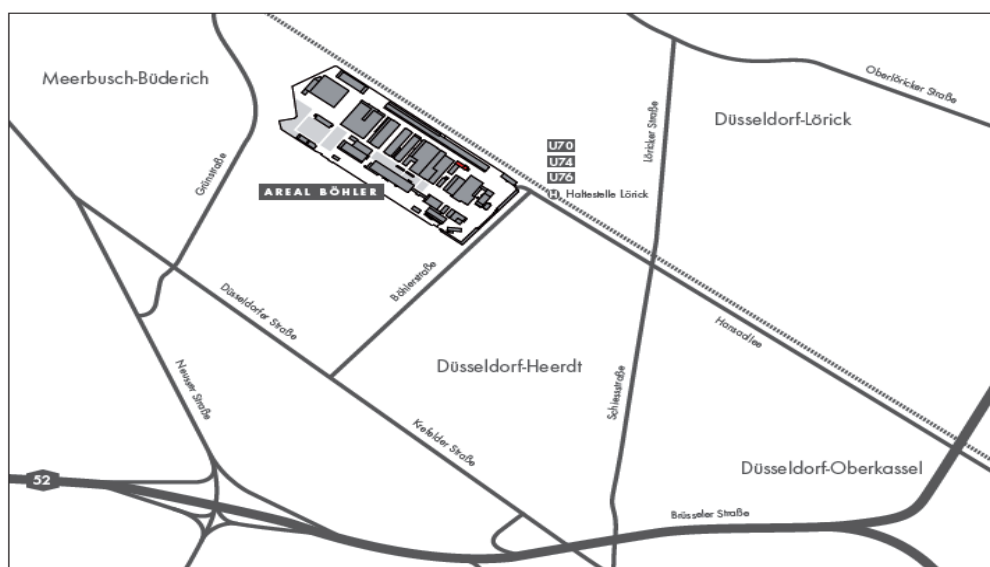 Meerbusch-Büderich
Oberlöricker Straße
Düsseldorf-Lörick
Löricker Straße
U70
U74
U76
H Haltestelle Lörick
Grünstraße
AREAL BÖHLER
Böhlerstraße
Düsseldorfer Straße
Hansaallee
Düsseldorf-Heerdt
Neusser Straße
Schiessstraße
Krefelder Straße
Düsseldorf-Oberkassel
52
Brüsseler Straße